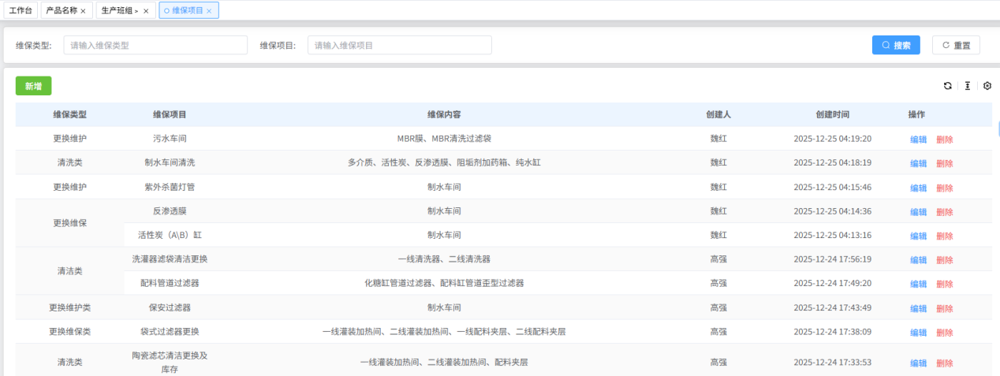 工作台 产品名称 × 生产班组 × 维保项目 ×
维保类型: 请输入维保类型 维保项目: 请输入维保项目 搜索 重置
新增
维保类型 维保项目 维保内容 创建人 创建时间 操作
更换维护 污水车间 MBR膜、MBR清洗过滤袋 魏红 2025-12-25 04:19:20 编辑 删除
清洗类 制水车间清洗 多介质、活性炭、反渗透膜、阻垢剂加药箱、纯水缸 魏红 2025-12-25 04:18:19 编辑 删除
更换维护 紫外杀菌灯管 制水车间 魏红 2025-12-25 04:15:46 编辑 删除
更换维保 反渗透膜 制水车间 魏红 2025-12-25 04:14:36 编辑 删除
活性炭（A\B）缸 制水车间 魏红 2025-12-25 04:13:16 编辑 删除
清洁类 洗灌器滤袋清洁更换 一线清洗器、二线清洗器 高强 2025-12-24 17:56:19 编辑 删除
配料管道过滤器 化糖缸管道过滤器、配料缸管道歪型过滤器 高强 2025-12-24 17:49:20 编辑 删除
更换维护类 保安过滤器 制水车间 高强 2025-12-24 17:43:49 编辑 删除
更换维保类 袋式过滤器更换 一线灌装加热间、二线灌装加热间、一线配料夹层、二线配料夹层 高强 2025-12-24 17:38:09 编辑 删除
清洗类 陶瓷滤芯清洁更换及
库存 一线灌装加热间、二线灌装加热间、配料夹层 高强 2025-12-24 17:33:53 编辑 删除